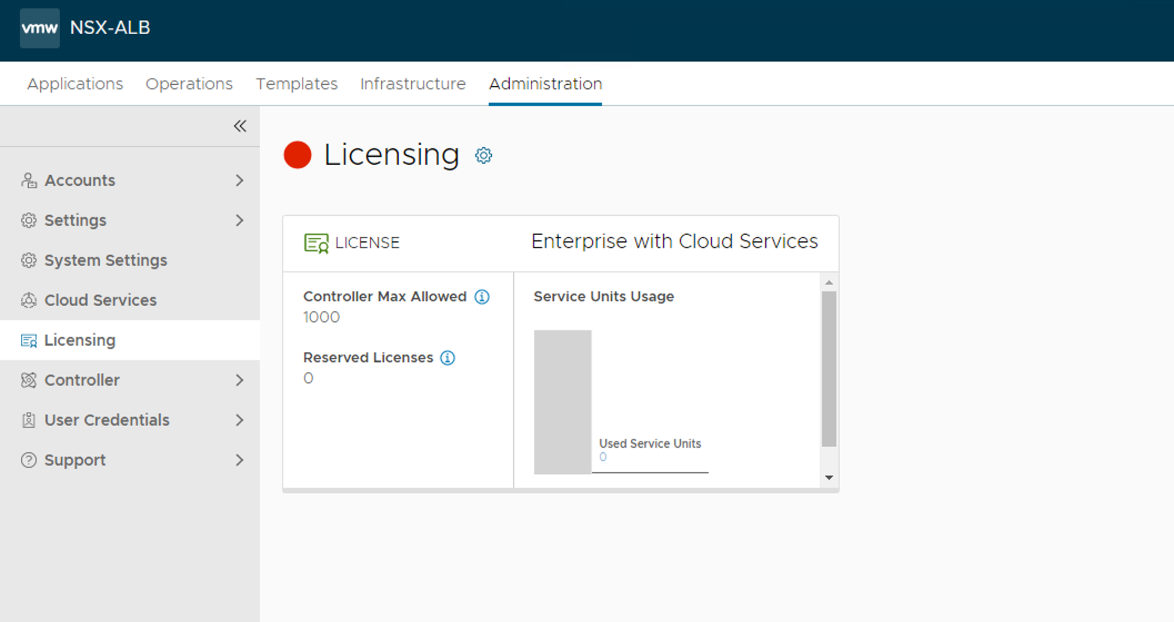 vmw NSX-ALB
Applications Operations Templates Infrastructure Administration
Accounts
Settings
System Settings
Cloud Services
Licensing
Controller
User Credentials
Support
Licensing
LICENSE
Enterprise with Cloud Services
Controller Max Allowed
1000
Reserved Licenses
0
Service Units Usage
Used Service Units
0